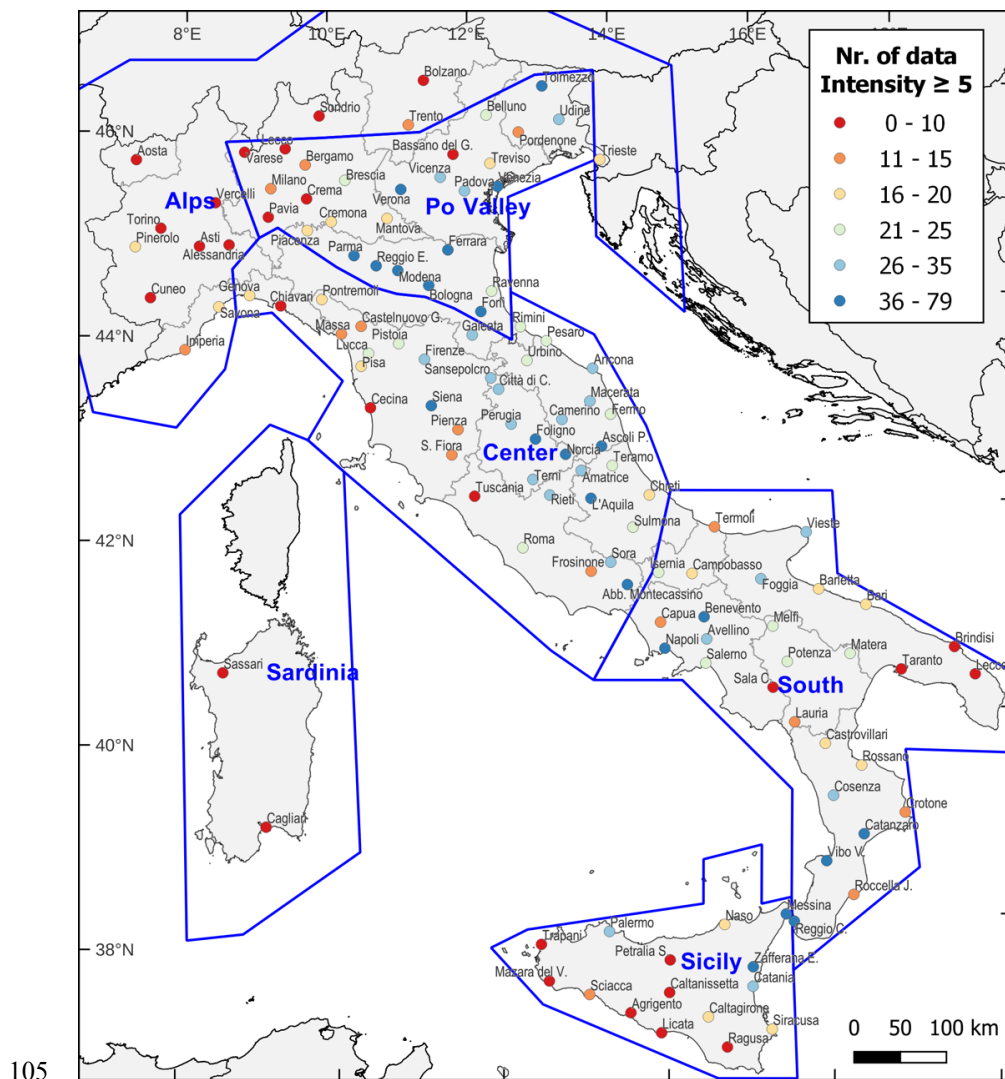 8°E
10°E
12°E
14°E
16°E
Nr. of data
Intensity ≥ 5
0 - 10
11 - 15
16 - 20
21 - 25
26 - 35
36 - 79
46°N
44°N
42°N
40°N
38°N
Bolzano
Tolmezzo
Sondrio
Belluno
Udine
Trento
Pordenone
Lecco
Bassano del G.
Aosta
Varese
Bergamo
Vicenza
Treviso
Trieste
Milano
Brescia
Padova
Venezia
Alps
Vercelli
Crema
Verona
Po Valley
Pavia
Cremona
Mantova
Torino
Piacenza
Pinerolo
Asti
Parma
Ferrara
Alessandria
Reggio E.
Modena
Cuneo
Genova
Chiavari
Pontremoli
Bologna
Ravenna
Savona
Forlì
Massa
Castelnuovo G.
Rimini
Imperia
Pistoia
Galeata
Pesaro
Lucca
Firenze
Urbino
Pisa
Sansepolcro
Ancona
Città di C.
Cecina
Siena
Macerata
Pienza
Perugia
Camerino
Fermo
Foligno
S. Fiora
Center
Norcia
Ascoli P.
Terni
Amatrice
Teramo
Tuscania
Rieti
L'Aquila
Chieti
Roma
Sulmona
Termoli
Vieste
Frosinone
Sora
Isernia
Campobasso
Foggia
Barletta
Abb. Montecassino
Bari
Capua
Benevento
Melfi
Napoli
Avellino
Salerno
Potenza
Matera
Brindisi
Sassari
Sardinia
Sala C.
South
Taranto
Lecce
Lauria
Castrovillari
Rossano
Cosenza
Crotone
Cagliari
Catanzaro
Vibo V.
Roccella J.
Messina
Palermo
Naso
Reggio C.
Trapani
Petralia S.
Sicily
Zafferana E.
Mazara del V.
Caltanissetta
Catania
Sciacca
Agrigento
Caltagirone
Licata
Siracusa
Ragusa
0 50 100 km
105